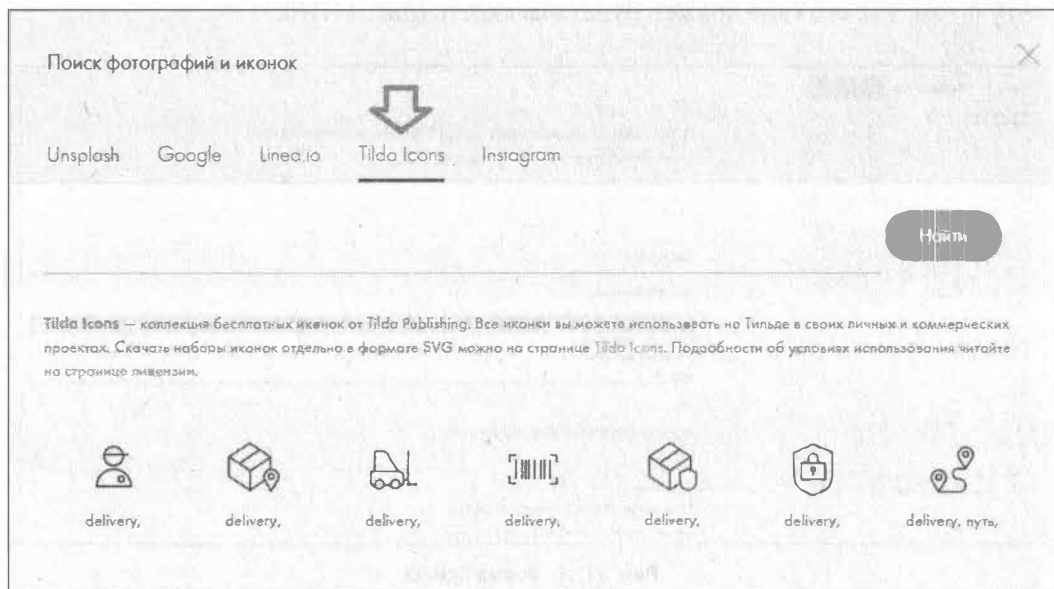 Поиск фотографий и иконок
Unsplash Google Linea.io Tilda Icons Instagram
Найти
Tilda Icons — коллекция бесплатных иконок от Tilda Publishing. Все иконки вы можете использовать на Тильде в своих личных и коммерческих
проектах. Скачать наборы иконок отдельно в формате SVG можно на странице Tilda Icons. Подробности об условиях использования читайте
на странице лицензии.
delivery, delivery, delivery, delivery, delivery, delivery, delivery, путь,